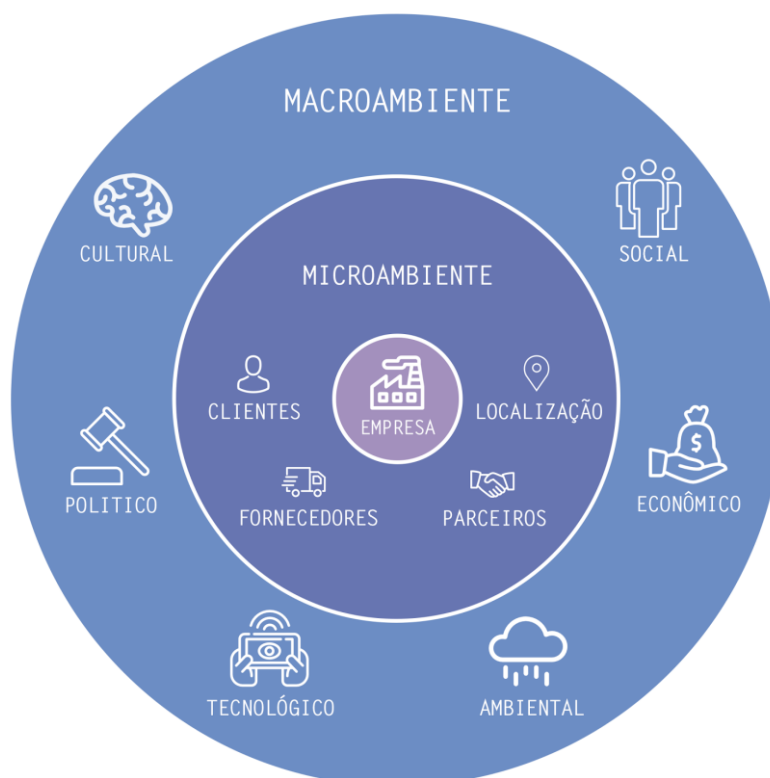 MACROAMBIENTE
CULTURAL
SOCIAL
MICROAMBIENTE
CLIENTES
EMPRESA
LOCALIZAÇÃO
POLITICO
ECONÔMICO
FORNECEDORES
PARCEIROS
TECNOLÓGICO
AMBIENTAL
$